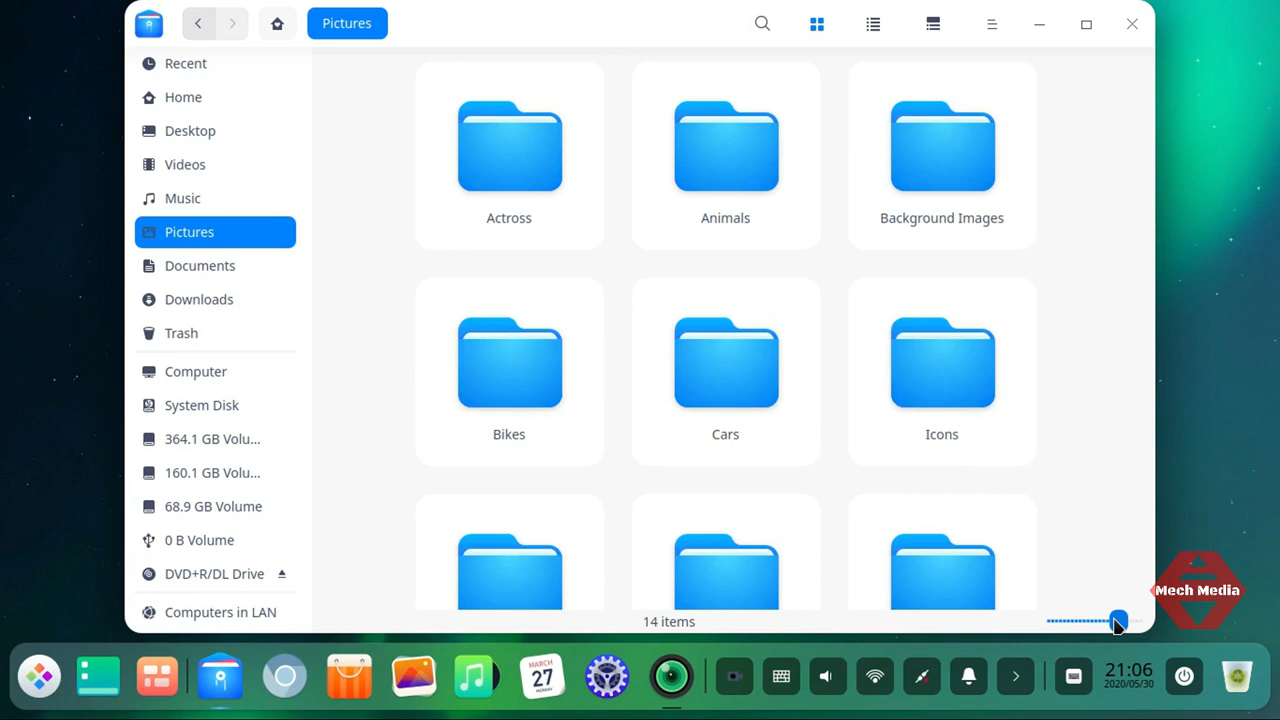 Pictures
Recent
Home
Desktop
Videos
Music
Pictures
Documents
Downloads
Trash
Computer
System Disk
364.1 GB Volu...
160.1 GB Volu...
68.9 GB Volume
0 B Volume
DVD+R/DL Drive
Computers in LAN
Actross
Animals
Background Images
Bikes
Cars
Icons
14 items
Mech Media
MARCH
27
MONDAY
21:06
2020/05/30